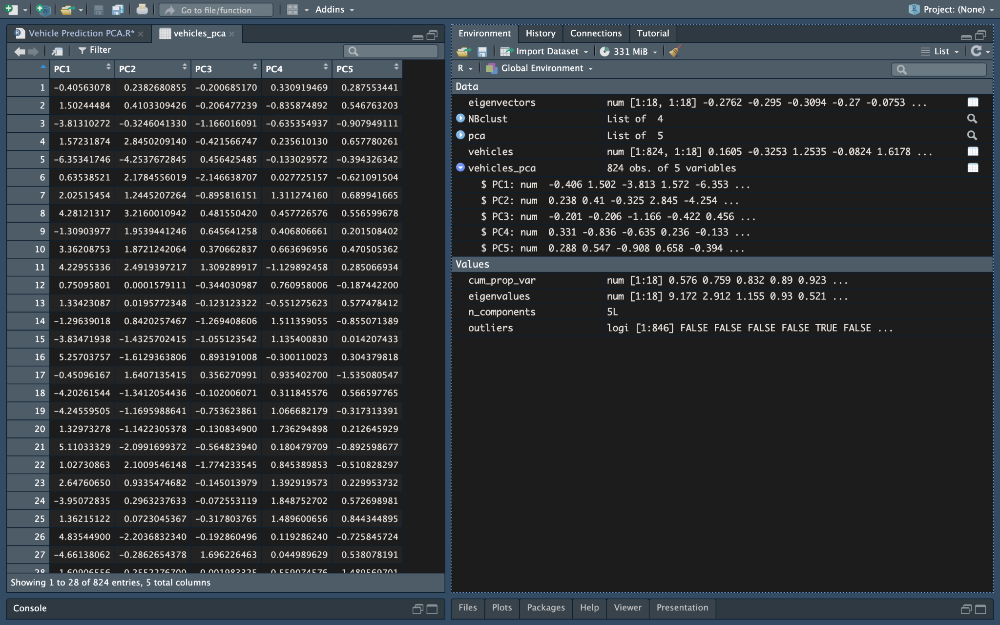 Go to file/function
Addins
Project: (None)
Vehicle Prediction PCA.R*
vehicles_pca
Filter
PC1 PC2 PC3 PC4 PC5
1 -0.40563078 0.2382680855 -0.200685170 0.330919469 0.287553441
2 1.50244484 0.4103309426 -0.206477239 -0.835874892 0.546763203
3 -3.81310272 -0.3246041330 -1.166016091 -0.635354937 -0.907949111
4 1.57231874 2.8450209140 -0.421566747 0.235610130 0.657780261
5 -6.35341746 -4.2537672845 0.456425485 -0.133029572 -0.394326342
6 0.63538521 2.1784556019 -2.146638707 0.027725157 -0.621091504
7 2.02515454 1.2445207264 -0.895816151 1.311274160 0.689941665
8 4.28121317 3.2160010942 0.481550420 0.457726576 0.556599678
9 -1.30903977 1.9539441246 0.645641258 0.406806661 0.201508402
10 3.36208753 1.8721242064 0.370662837 0.663696956 0.470505362
11 4.22955336 2.4919397217 1.309289917 -1.129892458 0.285066934
12 0.75095801 0.0001579111 -0.344030987 0.760958006 -0.187442200
13 1.33423087 0.0195772348 -0.123123322 -0.551275623 0.577478412
14 -1.29639018 0.8420257467 -1.269408606 1.511359055 -0.855071389
15 -3.83471938 -1.4325702415 -1.055123542 1.135400830 0.014207433
16 5.25703757 -1.6129363806 0.893191008 -0.300110023 0.304379818
17 -0.45096167 1.6407135415 0.356270991 0.935402700 -1.535080547
18 -4.20261544 -1.3412054436 -0.102006071 0.311845576 0.566597765
19 -4.24559505 -1.1695988641 -0.753623861 1.066682179 -0.317313391
20 1.32973278 -1.1422305378 -0.130834900 1.736294898 0.212645929
21 5.11033329 -2.0991699372 -0.564823940 0.180479709 -0.892598677
22 1.02730863 2.1009546148 -1.774233545 0.845389853 -0.510828297
23 2.64760650 0.9335474682 -0.145013979 1.392919573 0.229953732
24 -3.95072835 0.2963237633 -0.072553119 1.848752702 0.572698981
25 1.36215122 0.0723045367 -0.317803765 1.489600656 0.844344895
26 4.83544900 -2.2036832340 -0.192860496 0.119286240 -0.725845724
27 -4.66138062 -0.2862654378 1.696226463 0.044989629 0.538078191
28
Showing 1 to 28 of 824 entries, 5 total columns
Console
Environment History Connections Tutorial
Import Dataset 331 MiB List
R Global Environment
Data
eigenvectors num [1:18, 1:18] -0.2762 -0.295 -0.3094 -0.27 -0.0753 ...
NBclust List of 4
pca List of 5
vehicles num [1:824, 1:18] 0.1605 -0.3253 1.2535 -0.0824 1.6178 ...
vehicles_pca 824 obs. of 5 variables
$ PC1: num -0.406 1.502 -3.813 1.572 -6.353 ...
$ PC2: num 0.238 0.41 -0.325 2.845 -4.254 ...
$ PC3: num -0.201 -0.206 -1.166 -0.422 0.456 ...
$ PC4: num 0.331 -0.836 -0.635 0.236 -0.133 ...
$ PC5: num 0.288 0.547 -0.908 0.658 -0.394 ...
Values
cum_prop_var num [1:18] 0.576 0.759 0.832 0.89 0.923 ...
eigenvalues num [1:18] 9.172 2.912 1.155 0.93 0.521 ...
n_components 5L
outliers logi [1:846] FALSE FALSE FALSE FALSE TRUE FALSE ...
Files Plots Packages Help Viewer Presentation